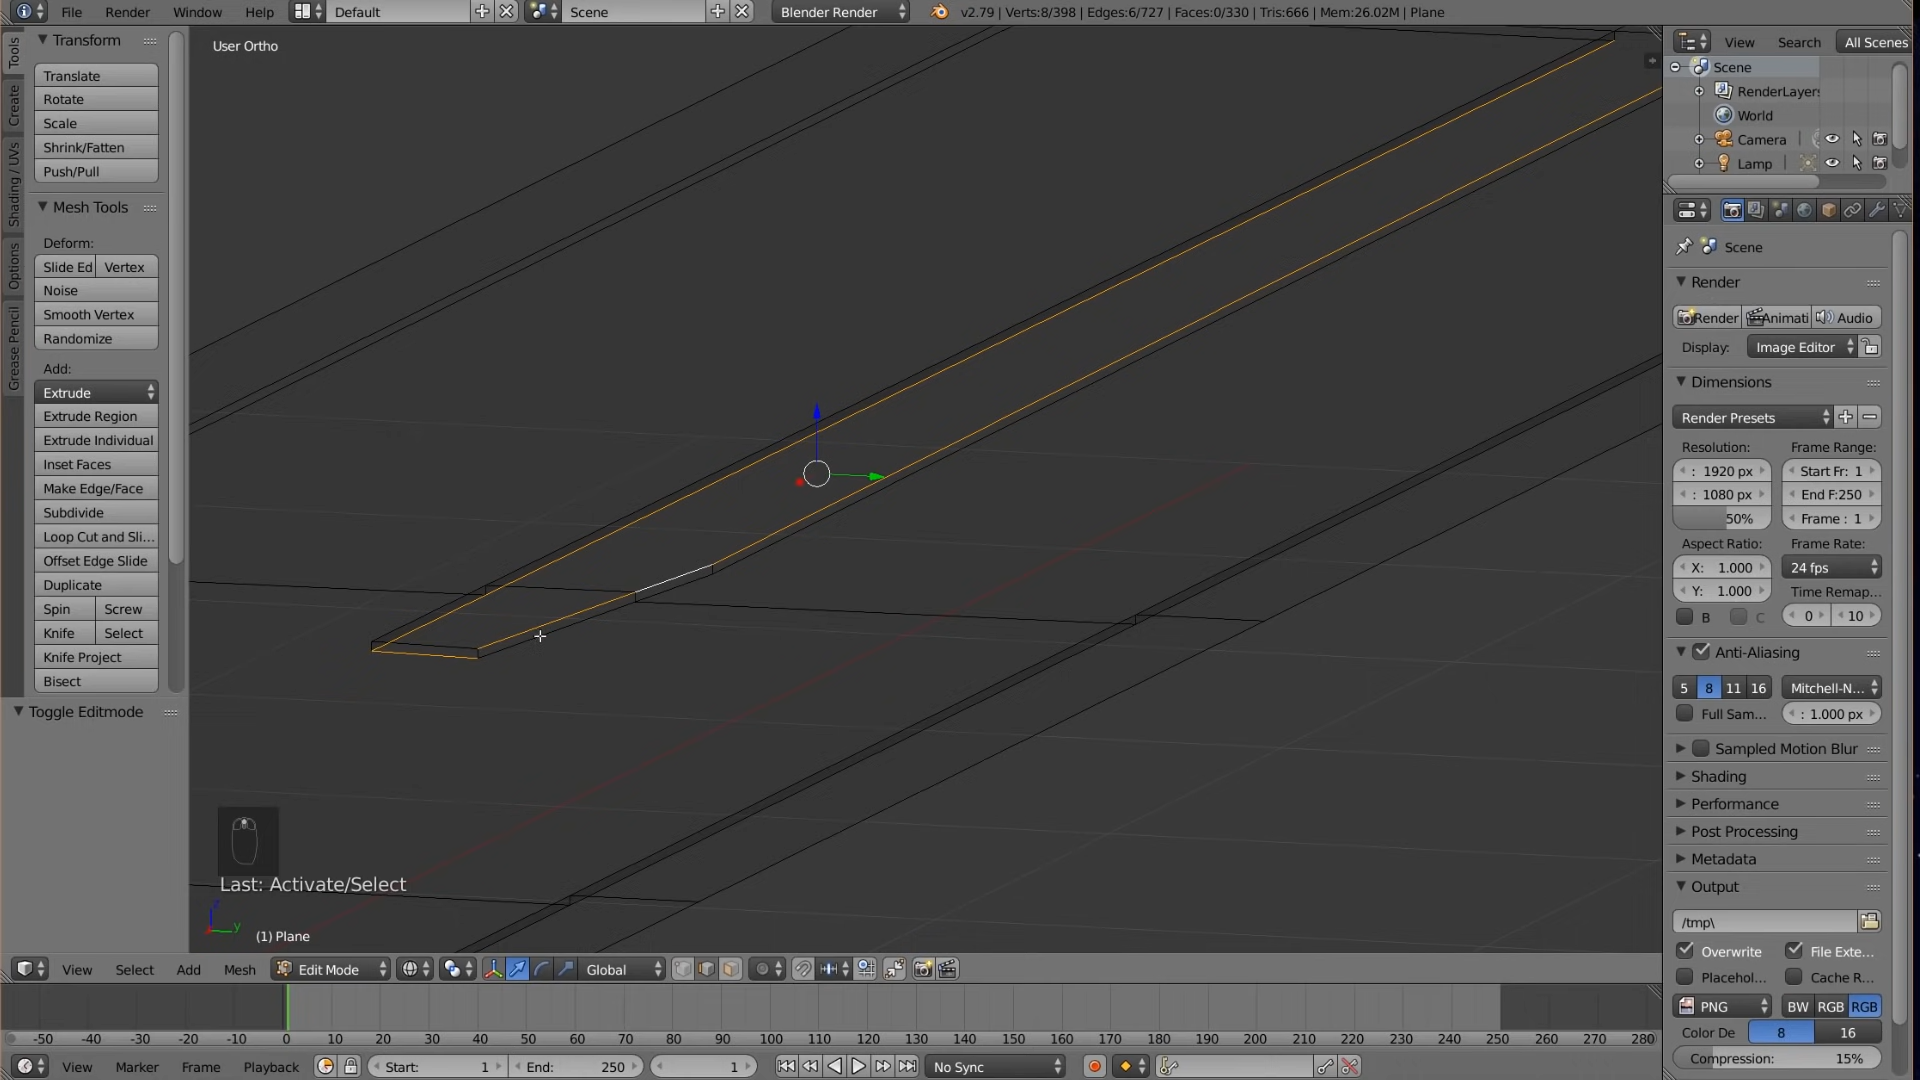 File Render Window Help Default Scene Blender Render v2.79 | Verts:8/398 | Edges:6/727 | Faces:0/330 | Tris:666 | Mem:26.02M | Plane
Tools
Create
Shading / UVs
Options
Grease Pencil
Transform
Translate
Rotate
Scale
Shrink/Fatten
Push/Pull
Mesh Tools
Deform:
Slide Ed Vertex
Noise
Smooth Vertex
Randomize
Add:
Extrude
Extrude Region
Extrude Individual
Inset Faces
Make Edge/Face
Subdivide
Loop Cut and Sli...
Offset Edge Slide
Duplicate
Spin Screw
Knife Select
Knife Project
Bisect
Toggle Editmode
User Ortho
Last: Activate/Select
z
y
(1) Plane
View Select Add Mesh Edit Mode Global
-50 -40 -30 -20 -10 0 10 20 30 40 50 60 70 80 90 100 110 120 130 140 150 160 170 180 190 200 210 220 230 240 250 260 270 280
View Marker Frame Playback Start: 1 End: 250 1 No Sync
View Search All Scenes
Scene
RenderLayers
World
Camera
Lamp
Scene
Render
Render Animati Audio
Display: Image Editor
Dimensions
Render Presets
Resolution: Frame Range:
: 1920 px Start Fr: 1
: 1080 px End F:250
50% Frame : 1
Aspect Ratio: Frame Rate:
X: 1.000 24 fps
Y: 1.000 Time Remap...
B C 0 10
Anti-Aliasing
5 8 11 16 Mitchell-N...
Full Sam... : 1.000 px
Sampled Motion Blur
Shading
Performance
Post Processing
Metadata
Output
/tmp\
Overwrite File Exte...
Placehol... Cache R...
PNG BW RGB RGB
Color De 8 16
Compression: 15%